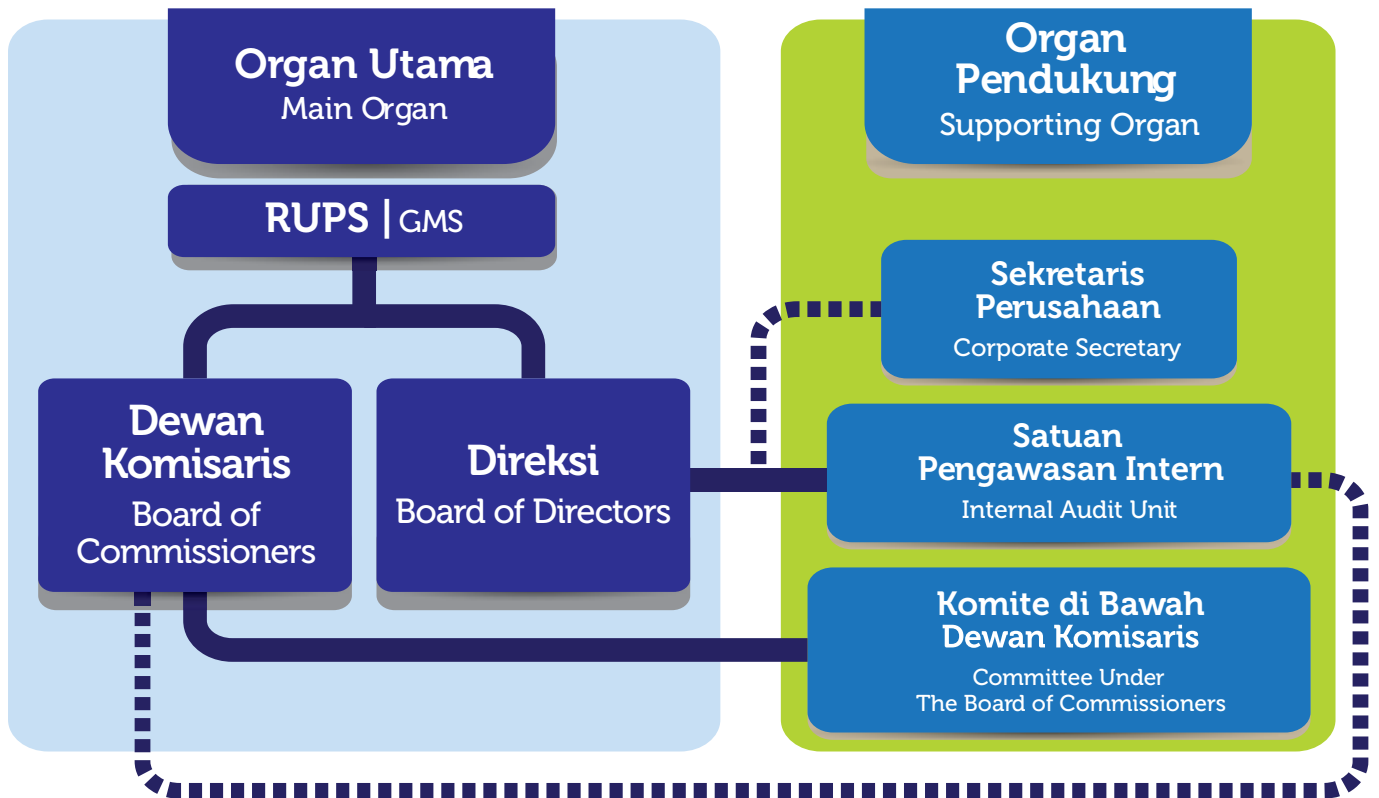 Organ Utama
Main Organ
RUPS | GMS
Dewan
Komisaris
Board of
Commissioners
Direksi
Board of Directors
Organ
Pendukung
Supporting Organ
Sekretaris
Perusahaan
Corporate Secretary
Satuan
Pengawasan Intern
Internal Audit Unit
Komite di Bawah
Dewan Komisaris
Committee Under
The Board of Commissioners